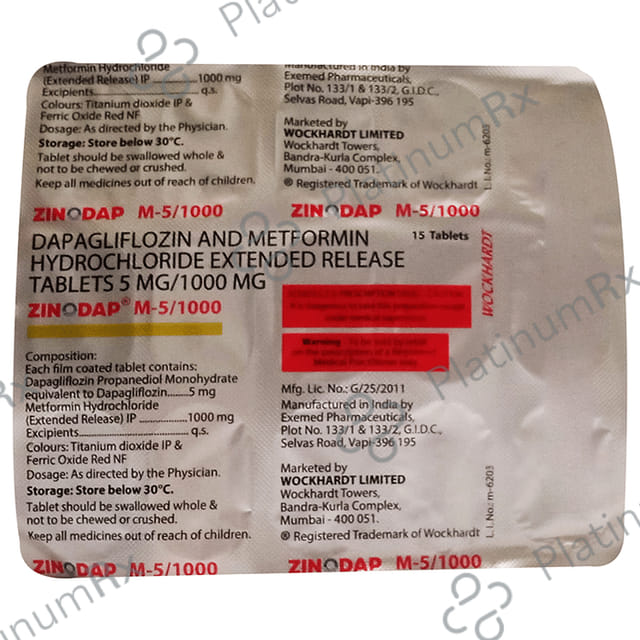 Metformin Hydrochloride
(Extended Release) IP ............... 1000 mg
Excipients.................................... q.s.
Colours: Titanium dioxide IP &
Ferric Oxide Red NF
Dosage: As directed by the Physician.
Storage: Store below 30°C.
Tablet should be swallowed whole &
not to be chewed or crushed.
Keep all medicines out of reach of children.
Manufactured in India by
Exemed Pharmaceuticals,
Plot No. 133/1 & 133/2, G.I.D.C.,
Selvas Road, Vapi-396 195
Marketed by
WOCKHARDT LIMITED
Wockhardt Towers,
Bandra-Kurla Complex,
Mumbai - 400 051.
® Registered Trademark of Wockhardt
L.I.No.: m-6203
ZINODAP M-5/1000
ZINODAP M-5/1000
DAPAGLIFLOZIN AND METFORMIN
HYDROCHLORIDE EXTENDED RELEASE
TABLETS 5 MG/1000 MG
15 Tablets
ZINODAP® M-5/1000
WOCKHARDT
Warning
Composition:
Each film coated tablet contains:
Dapagliflozin Propanediol Monohydrate
equivalent to Dapagliflozin.......5 mg
Metformin Hydrochloride
(Extended Release) IP ................1000 mg
Excipients.................................... q.s.
Colours: Titanium dioxide IP &
Ferric Oxide Red NF
Dosage: As directed by the Physician.
Storage: Store below 30°C.
Tablet should be swallowed whole &
not to be chewed or crushed.
Keep all medicines out of reach of children.
Mfg. Lic. No.: G/25/2011
Manufactured in India by
Exemed Pharmaceuticals,
Plot No. 133/1 & 133/2, G.I.D.C.,
Selvas Road, Vapi-396 195
Marketed by
WOCKHARDT LIMITED
Wockhardt Towers,
Bandra-Kurla Complex,
Mumbai - 400 051.
® Registered Trademark of Wockhardt
L.I.No.: m-6203
ZINODAP M-5/1000
ZINODAP M-5/1000
PlatinumRx
PlatinumRx
PlatinumRx
PlatinumRx
PlatinumRx